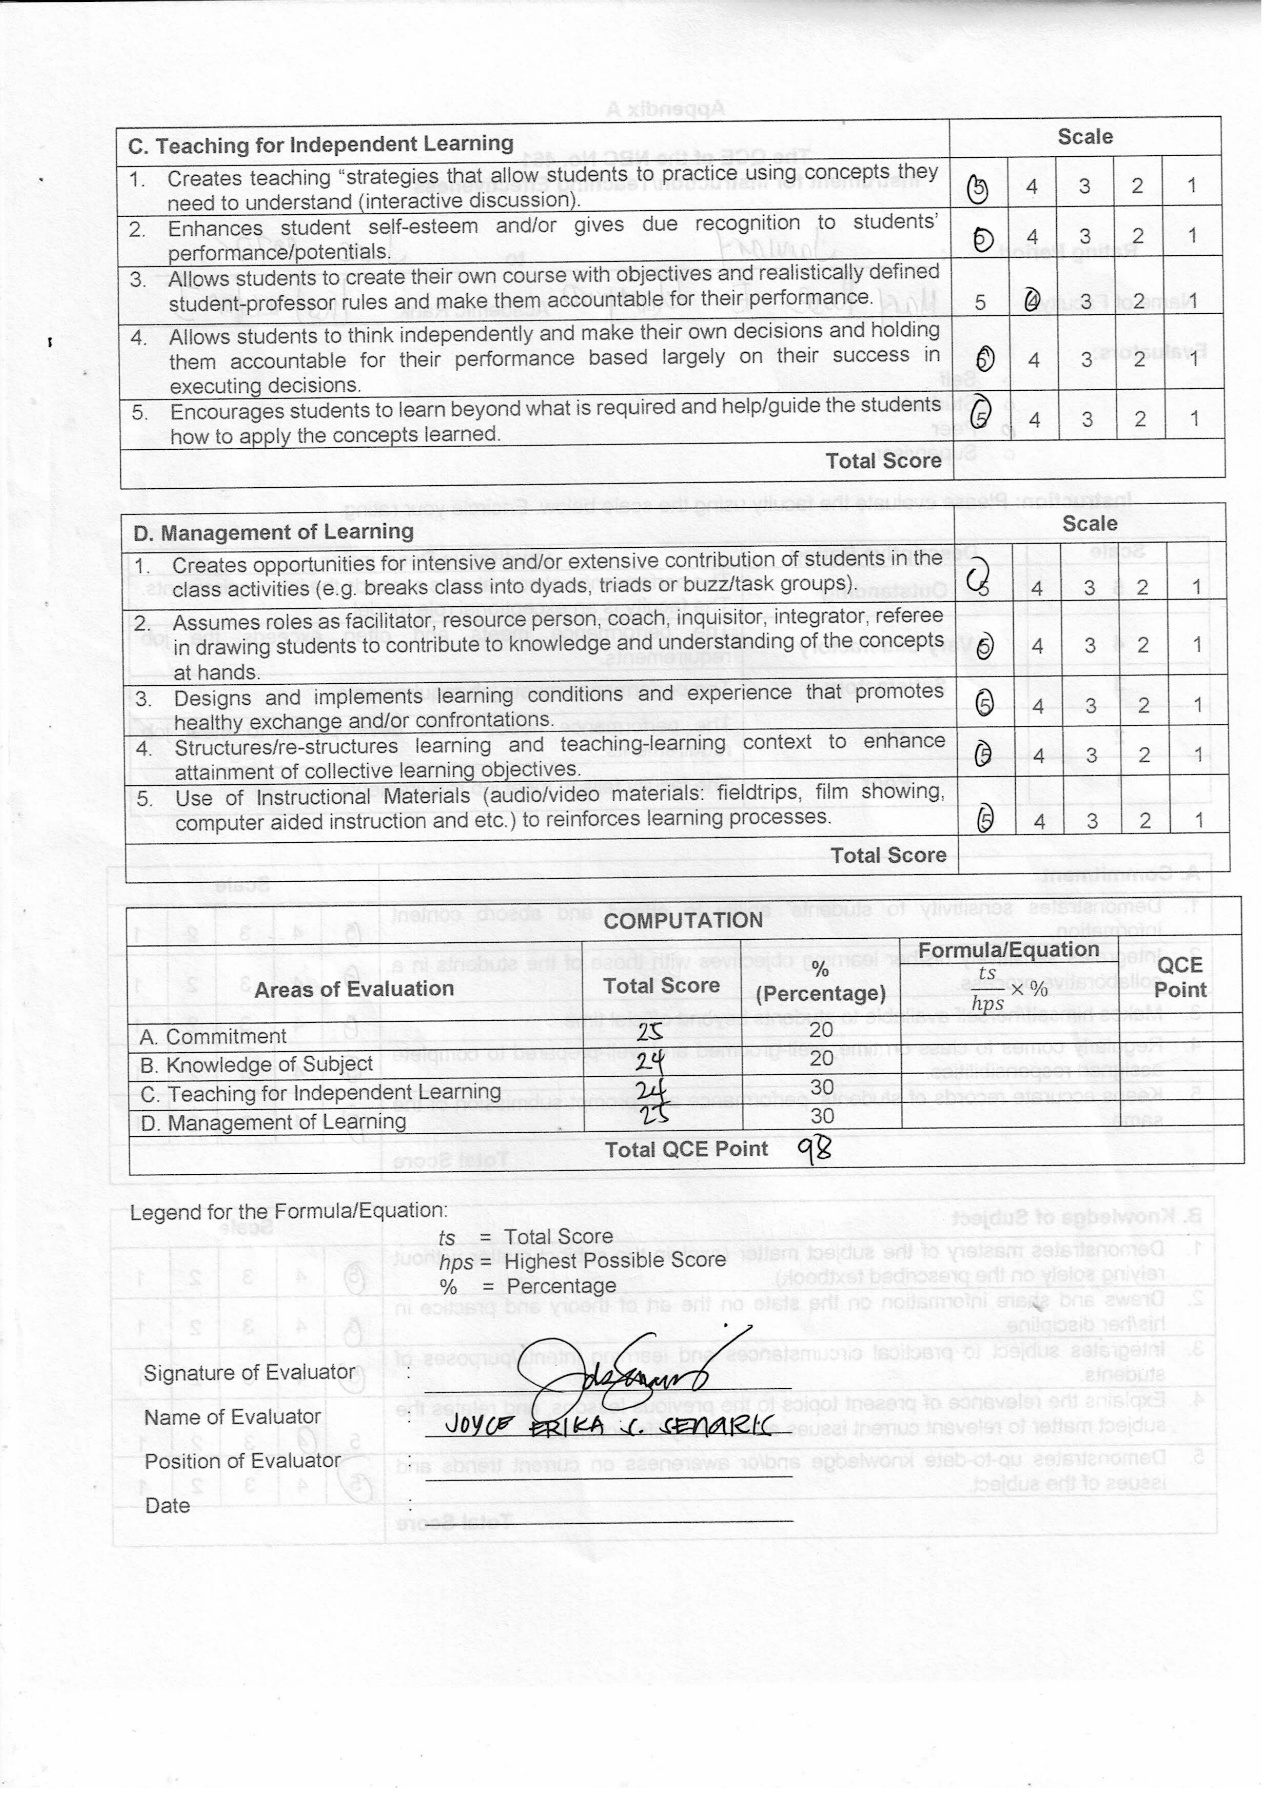 C. Teaching for Independent Learning Scale
1. Creates teaching “strategies that allow students to practice using concepts they
need to understand (interactive discussion). 5 4 3 2 1
2. Enhances student self-esteem and/or gives due recognition to students'
performance/potentials. 5 4 3 2 1
3. Allows students to create their own course with objectives and realistically defined
student-professor rules and make them accountable for their performance. 5 4 3 2 1
4. Allows students to think independently and make their own decisions and holding
them accountable for their performance based largely on their success in 5 4 3 2 1
executing decisions.
5. Encourages students to learn beyond what is required and help/guide the students
how to apply the concepts learned. 5 4 3 2 1
Total Score
D. Management of Learning Scale
1. Creates opportunities for intensive and/or extensive contribution of students in the
class activities (e.g. breaks class into dyads, triads or buzz/task groups). 5 4 3 2 1
2. Assumes roles as facilitator, resource person, coach, inquisitor, integrator, referee
in drawing students to contribute to knowledge and understanding of the concepts 5 4 3 2 1
at hands.
3. Designs and implements learning conditions and experience that promotes
healthy exchange and/or confrontations. 5 4 3 2 1
4. Structures/re-structures learning and teaching-learning context to enhance
attainment of collective learning objectives. 5 4 3 2 1
5. Use of Instructional Materials (audio/video materials: fieldtrips, film showing,
computer aided instruction and etc.) to reinforces learning processes. 5 4 3 2 1
Total Score
COMPUTATION
Areas of Evaluation Total Score % (Percentage) Formula/Equation ts/hps × % QCE Point
A. Commitment 25 20
B. Knowledge of Subject 24 20
C. Teaching for Independent Learning 24 30
D. Management of Learning 25 30
Total QCE Point 98
Legend for the Formula/Equation:
ts = Total Score
hps = Highest Possible Score
% = Percentage
Signature of Evaluator :
Name of Evaluator : JOYCE ERIKA S. SENARIC
Position of Evaluator :
Date :